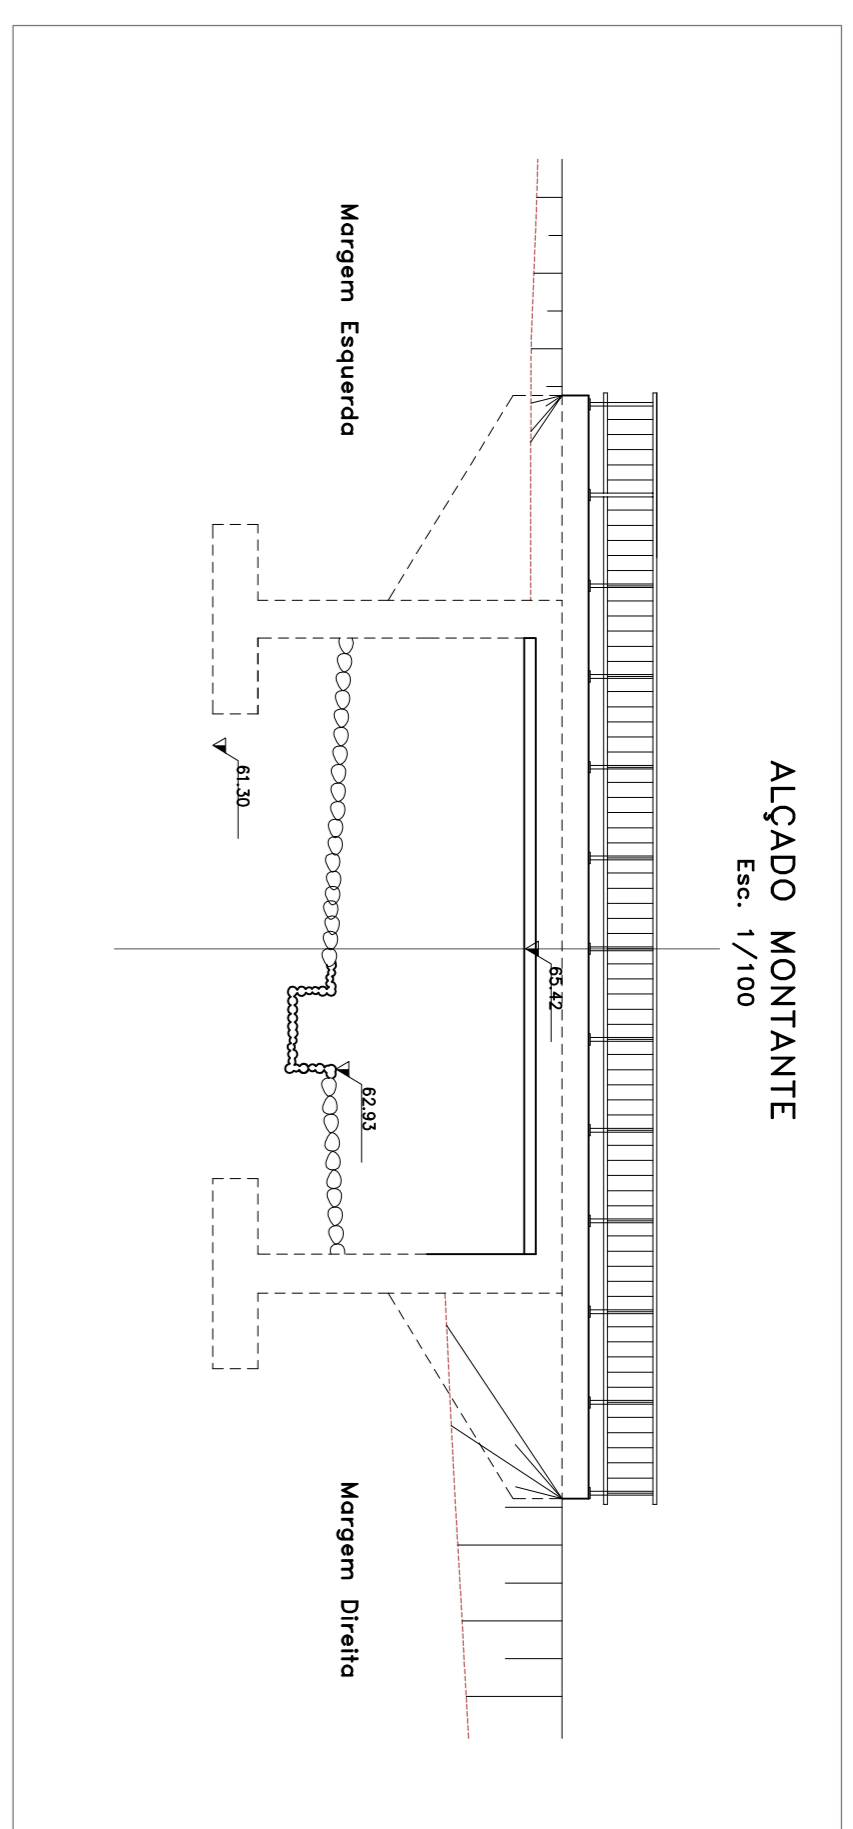 ALÇADO MONTANTE
Esc. 1/100
65.42
62.93
61.30
Margem Esquerda
Margem Direita